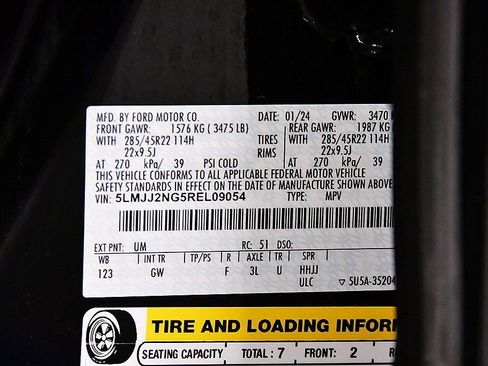 MFD. BY FORD MOTOR CO. DATE: 01/24 GVWR: 3470 K
FRONT GAWR: 1576 KG (3475 LB) REAR GAWR: 1987 KG (
WITH 285/45R22 114H TIRES WITH 285/45R22 114H
22x9.5J RIMS 22x9.5J
AT 270 kPa/ 39 PSI COLD AT 270 kPa/ 39
THIS VEHICLE CONFORMS TO ALL APPLICABLE FEDERAL MOTOR VEHICLE
SAFETY STANDARDS IN EFFECT ON THE DATE OF MANUFACTURE SHOWN ABOVE
VIN: 5LMJJ2NG5REL09054 TYPE: MPV
EXT PNT: UM RC: 51 DSO:
WB INT TR TP/PS R AXLE TR SPR
123 GW F 3L U HHJJ
ULC ▽ 5U5A-35204
TIRE AND LOADING INFORM
SEATING CAPACITY TOTAL: 7 FRONT: 2 R